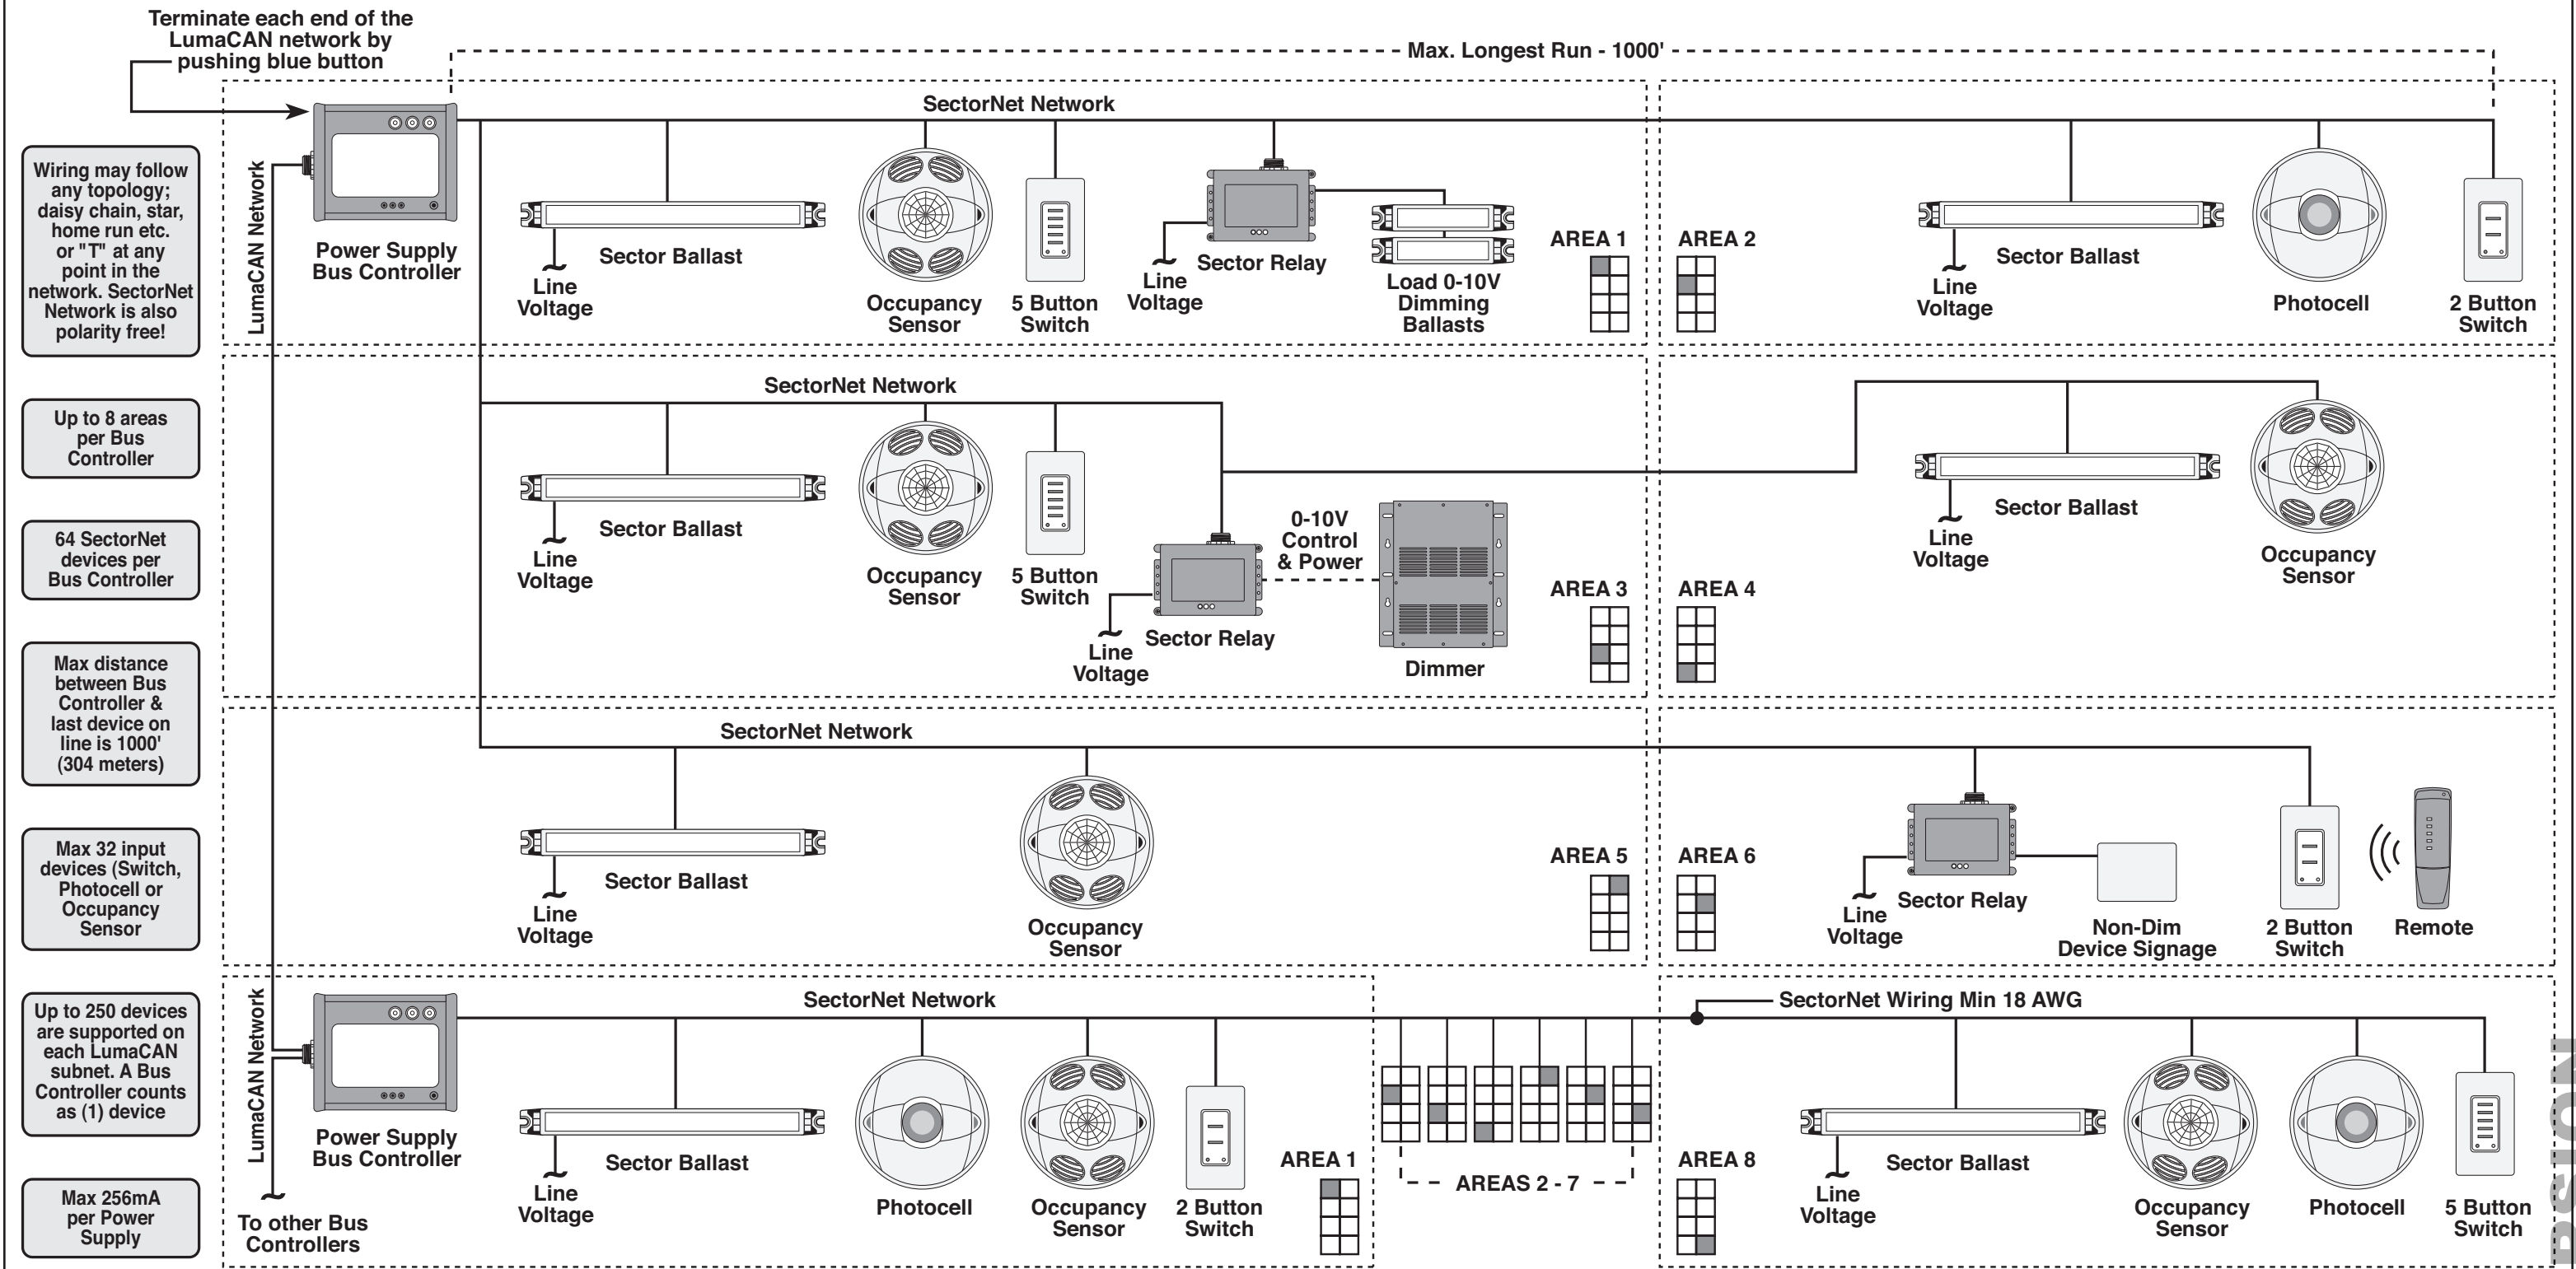 Terminate each end of the
LumaCAN network by
pushing blue button
Max. Longest Run - 1000'
Wiring may follow
any topology;
daisy chain, star,
home run etc.
or "T" at any
point in the
network. SectorNet
Network is also
polarity free!
Up to 8 areas
per Bus
Controller
64 SectorNet
devices per
Bus Controller
Max distance
between Bus
Controller &
last device on
line is 1000'
(304 meters)
Max 32 input
devices (Switch,
Photocell or
Occupancy
Sensor
Up to 250 devices
are supported on
each LumaCAN
subnet. A Bus
Controller counts
as (1) device
Max 256mA
per Power
Supply
LumaCAN Network
Power Supply
Bus Controller
SectorNet Network
Line
Voltage
Sector Ballast
Occupancy
Sensor
5 Button
Switch
Line
Voltage
Sector Relay
Load 0-10V
Dimming
Ballasts
AREA 1
AREA 2
Line
Voltage
Sector Ballast
Photocell
2 Button
Switch
SectorNet Network
Line
Voltage
Sector Ballast
Occupancy
Sensor
5 Button
Switch
Line
Voltage
Sector Relay
0-10V
Control
& Power
Dimmer
AREA 3
AREA 4
Line
Voltage
Sector Ballast
Occupancy
Sensor
SectorNet Network
Line
Voltage
Sector Ballast
Occupancy
Sensor
AREA 5
AREA 6
Line
Voltage
Sector Relay
Non-Dim
Device Signage
2 Button
Switch
Remote
LumaCAN Network
To other Bus
Controllers
Power Supply
Bus Controller
SectorNet Network
Line
Voltage
Sector Ballast
Photocell
Occupancy
Sensor
2 Button
Switch
AREA 1
AREAS 2 - 7
SectorNet Wiring Min 18 AWG
AREA 8
Line
Voltage
Sector Ballast
Occupancy
Sensor
Photocell
5 Button
Switch